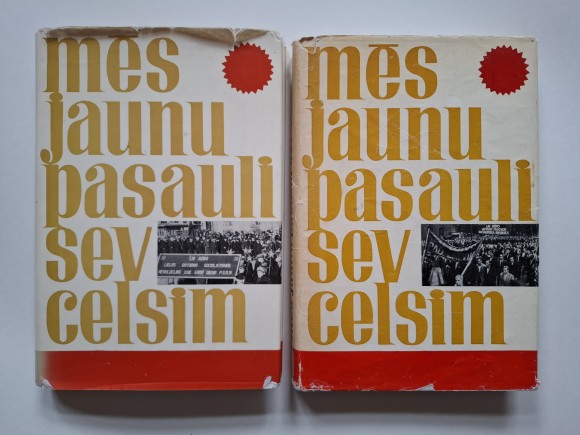 mēs
jaunu
pasauli
sev
celsim
mēs
jaunu
pasauli
sev
celsim